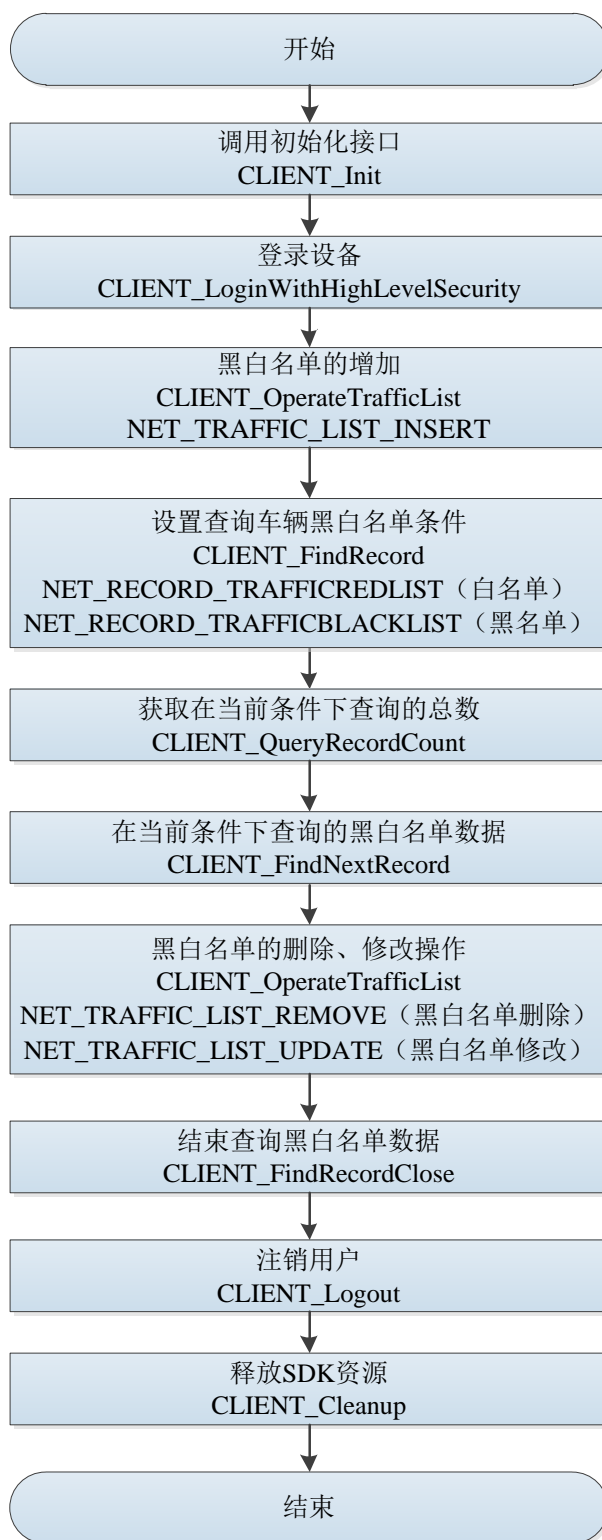 开始
调用初始化接口
CLIENT_Init
登录设备
CLIENT_LoginWithHighLevelSecurity
黑白名单的增加
CLIENT_OperateTrafficList
NET_TRAFFIC_LIST_INSERT
设置查询车辆黑白名单条件
CLIENT_FindRecord
NET_RECORD_TRAFFICREDLIST（白名单）
NET_RECORD_TRAFFICBLACKLIST（黑名单）
获取在当前条件下查询的总数
CLIENT_QueryRecordCount
在当前条件下查询的黑白名单数据
CLIENT_FindNextRecord
黑白名单的删除、修改操作
CLIENT_OperateTrafficList
NET_TRAFFIC_LIST_REMOVE（黑白名单删除）
NET_TRAFFIC_LIST_UPDATE（黑白名单修改）
结束查询黑白名单数据
CLIENT_FindRecordClose
注销用户
CLIENT_Logout
释放SDK资源
CLIENT_Cleanup
结束